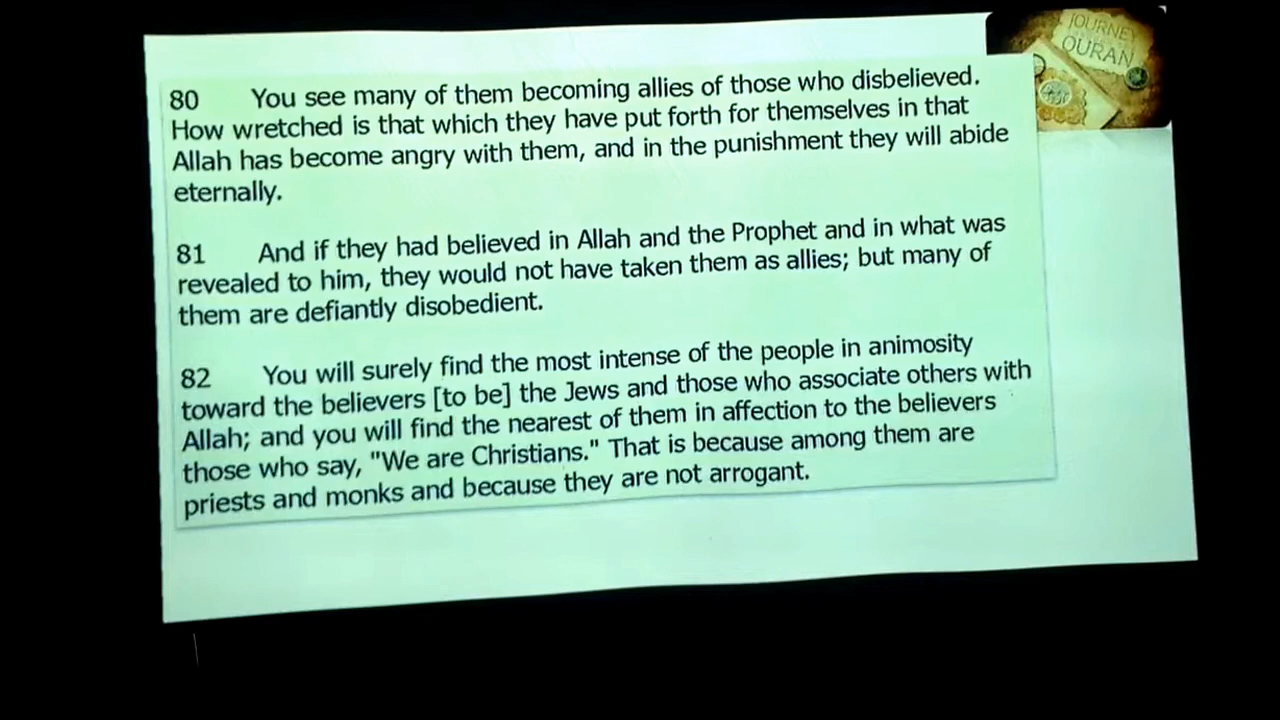 JOURNEY
QURAN
80 You see many of them becoming allies of those who disbelieved.
How wretched is that which they have put forth for themselves in that
Allah has become angry with them, and in the punishment they will abide
eternally.
81 And if they had believed in Allah and the Prophet and in what was
revealed to him, they would not have taken them as allies; but many of
them are defiantly disobedient.
82 You will surely find the most intense of the people in animosity
toward the believers [to be] the Jews and those who associate others with
Allah; and you will find the nearest of them in affection to the believers
those who say, "We are Christians." That is because among them are
priests and monks and because they are not arrogant.